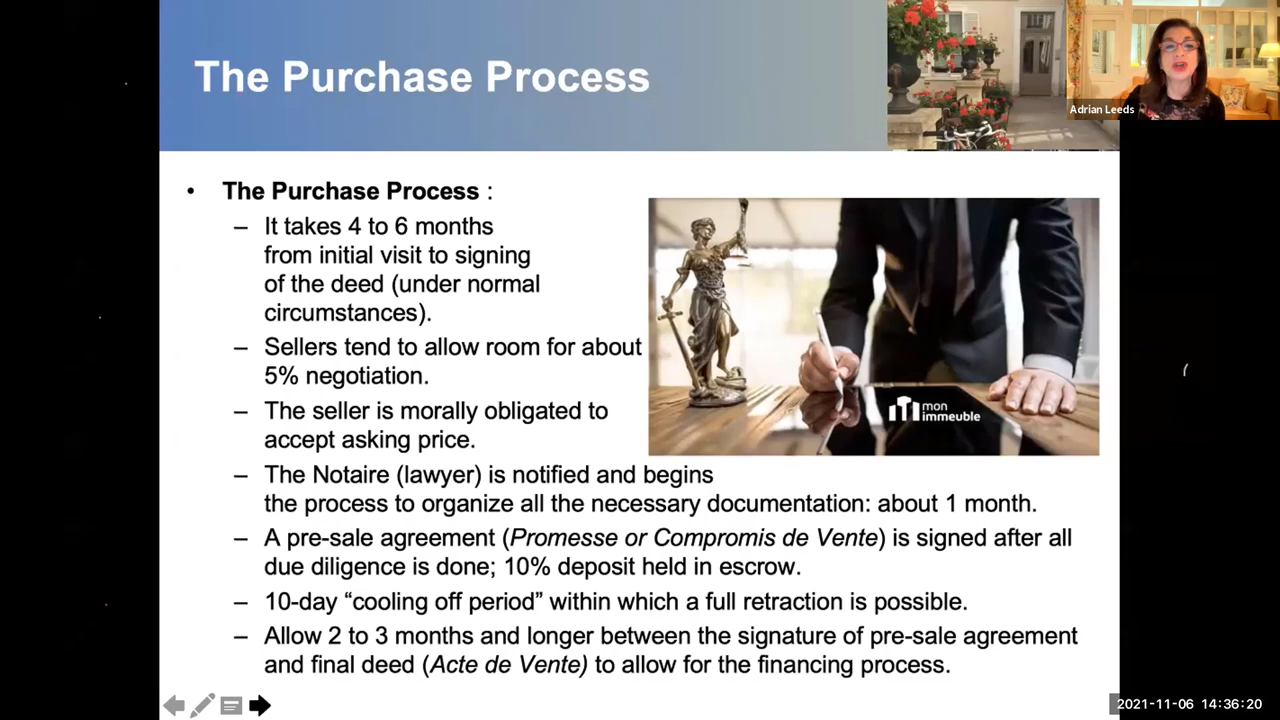 The Purchase Process
Adrian Leeds
• The Purchase Process :
– It takes 4 to 6 months
from initial visit to signing
of the deed (under normal
circumstances).
– Sellers tend to allow room for about
5% negotiation.
– The seller is morally obligated to
accept asking price.
mon
immeuble
– The Notaire (lawyer) is notified and begins
the process to organize all the necessary documentation: about 1 month.
– A pre-sale agreement (Promesse or Compromis de Vente) is signed after all
due diligence is done; 10% deposit held in escrow.
– 10-day “cooling off period” within which a full retraction is possible.
– Allow 2 to 3 months and longer between the signature of pre-sale agreement
and final deed (Acte de Vente) to allow for the financing process.
2021-11-06 14:36:20